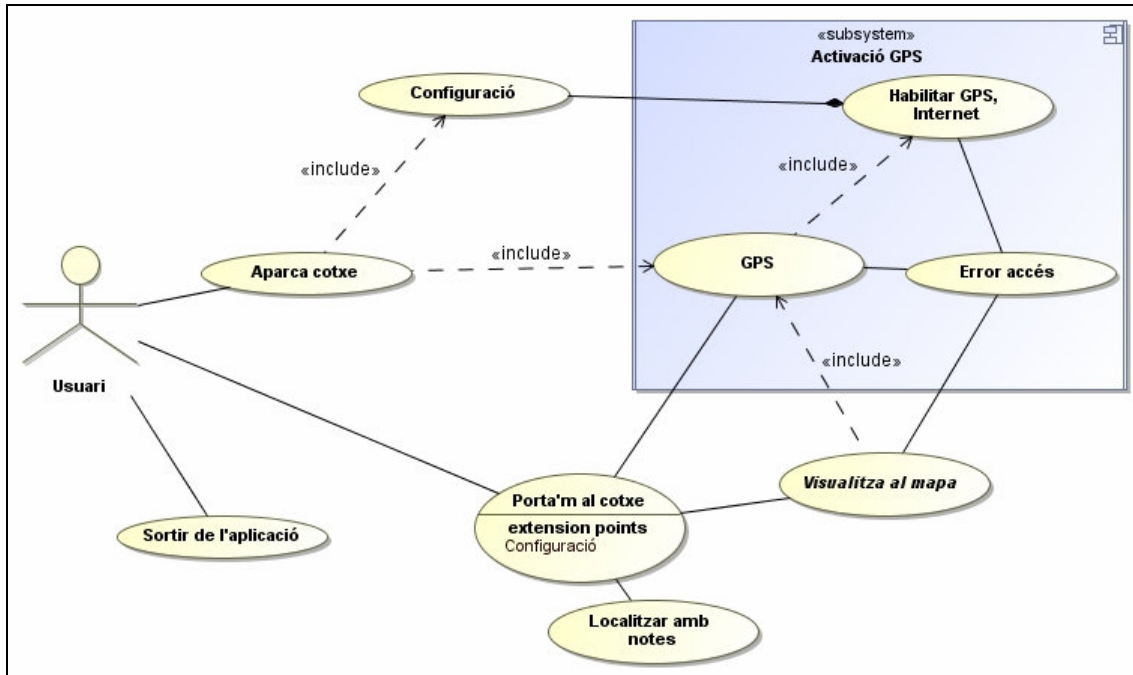 «subsystem»
Activació GPS
Configuració
Habilitar GPS,
Internet
«include»
«include»
Aparca cotxe
«include»
GPS
Error accés
«include»
Usuari
Visualitza al mapa
Porta'm al cotxe
extension points
Configuració
Sortir de l'aplicació
Localitzar amb
notes